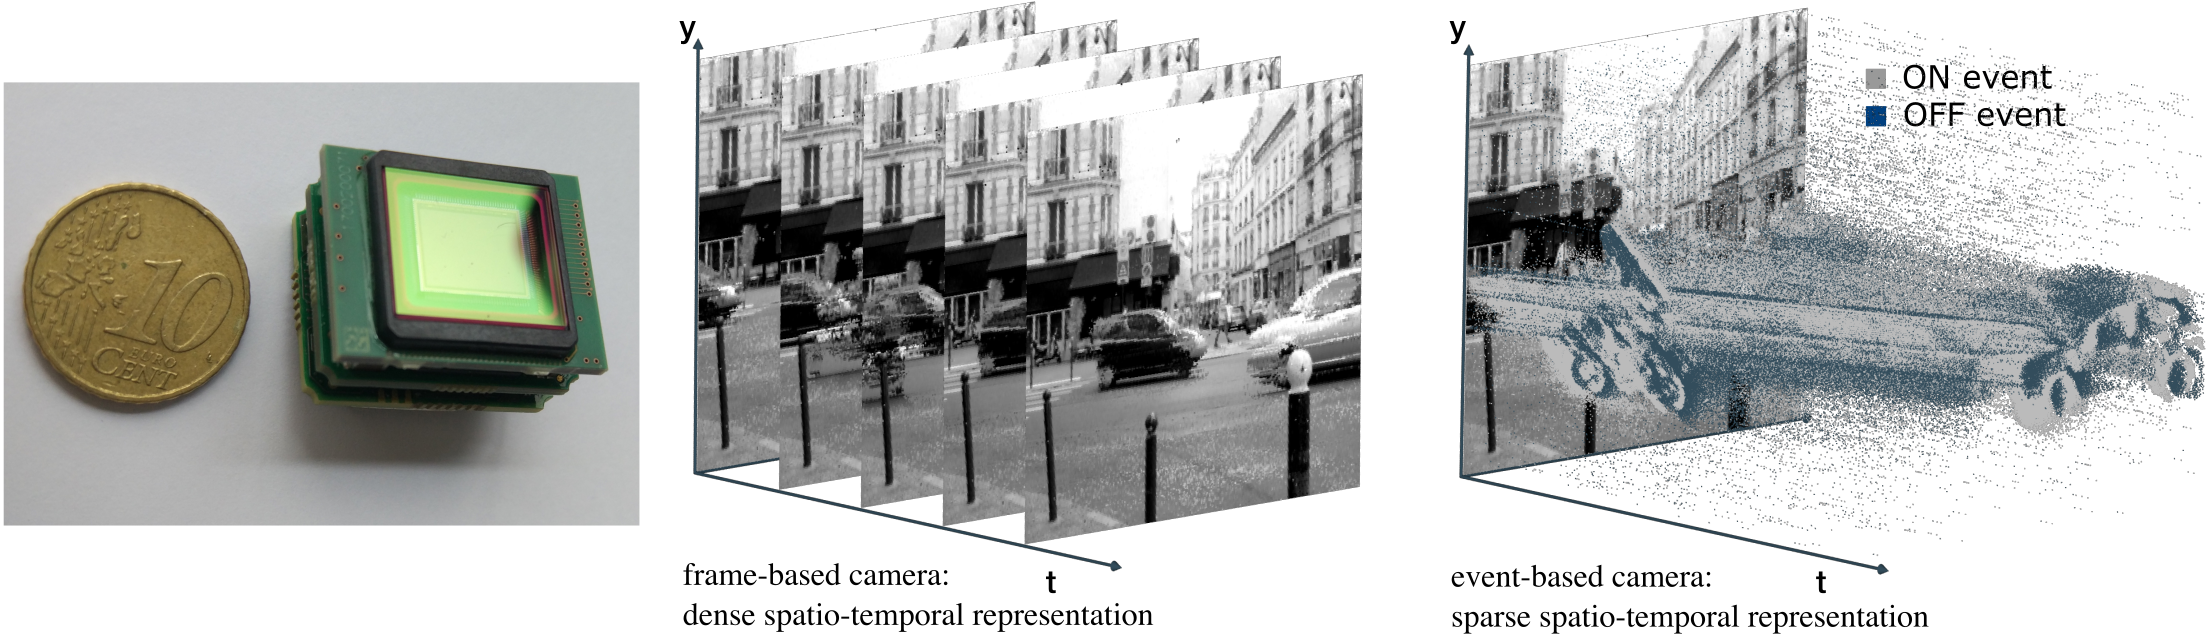 10
EURO
CENT
y
t
frame-based camera:
dense spatio-temporal representation
y
ON event
OFF event
t
event-based camera:
sparse spatio-temporal representation